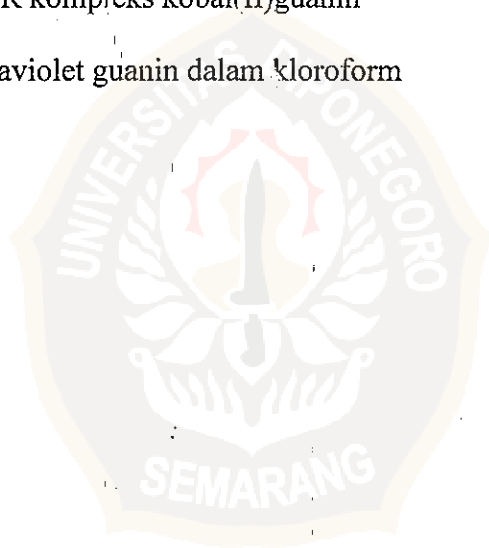 R kompleks kobal(II)guanin
aviolet guanin dalam kloroform
UNIVERSITAS DIPONEGORO
SEMARANG